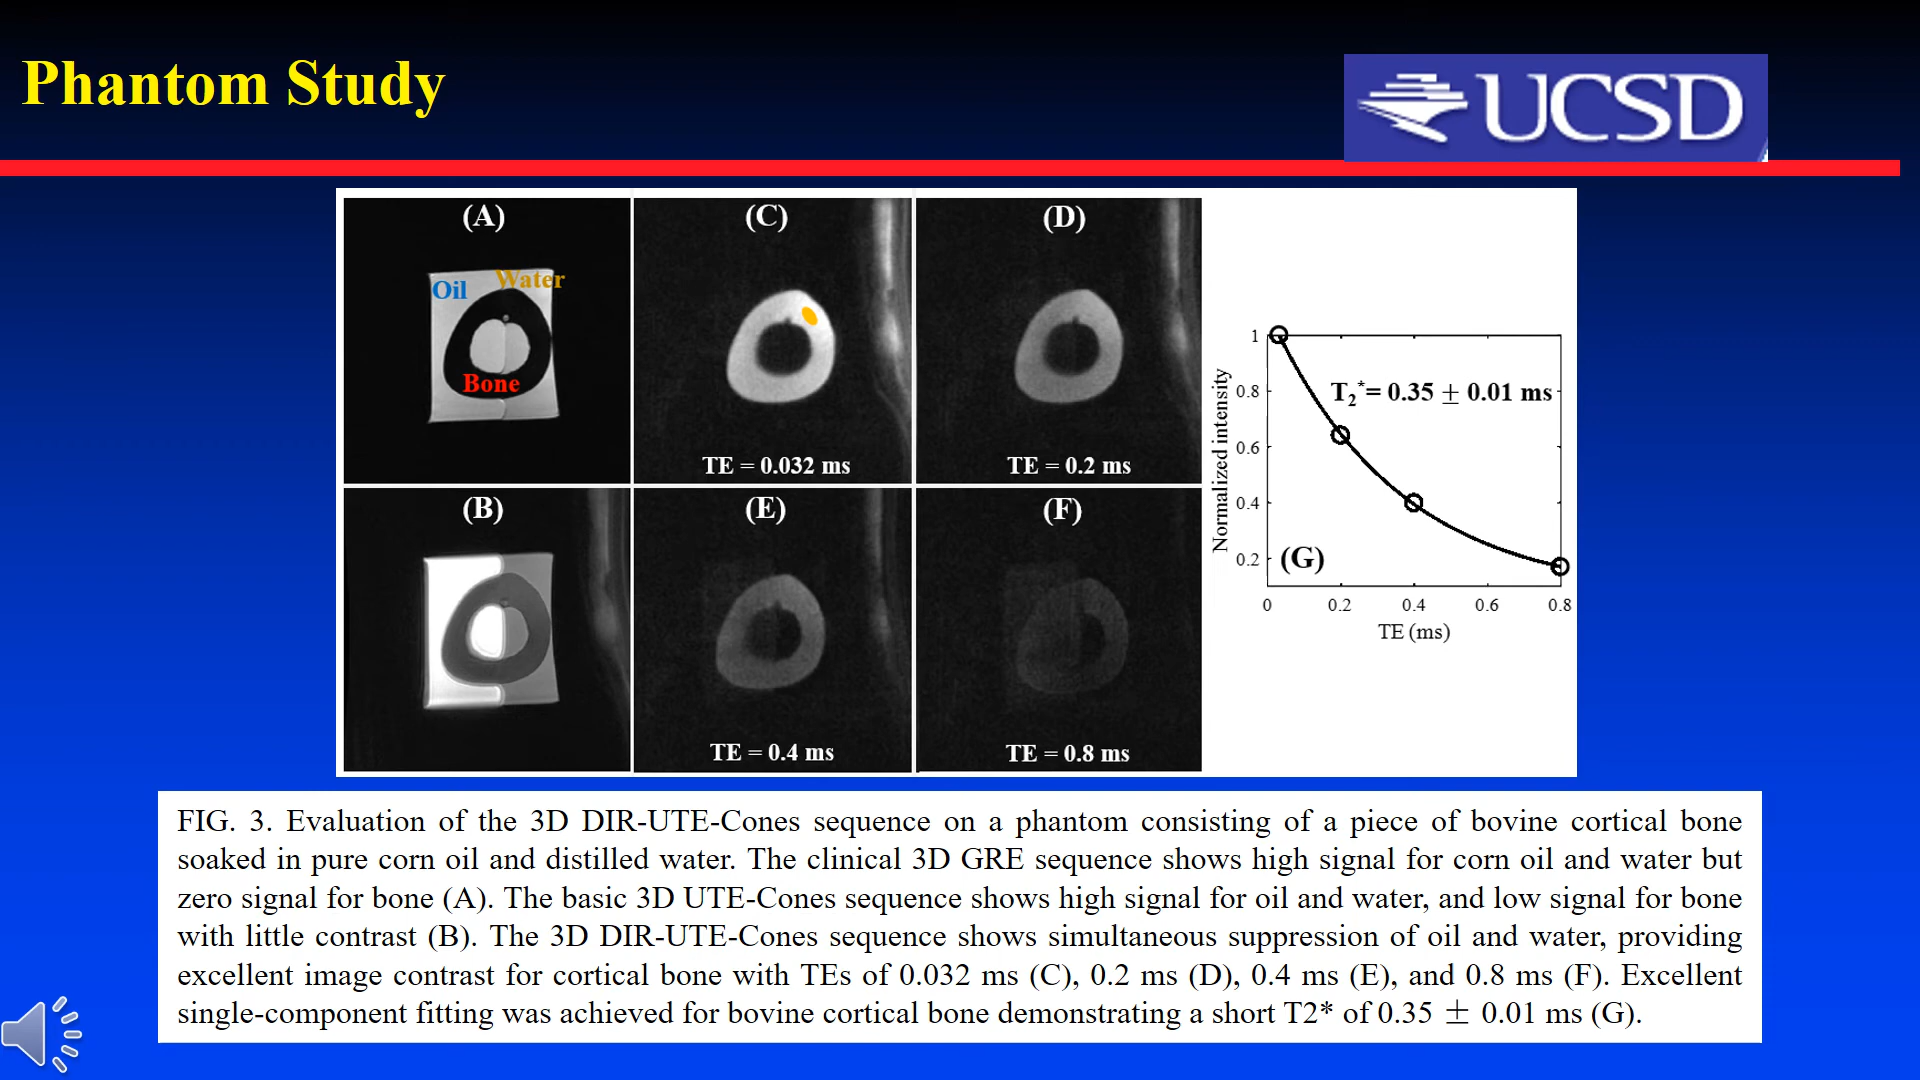 Phantom Study
UCSD
(A)
Oil
Water
Bone
(C)
TE = 0.032 ms
(D)
TE = 0.2 ms
(B)
(E)
TE = 0.4 ms
(F)
TE = 0.8 ms
Normalized intensity
1
0.8
0.6
0.4
0.2
T2*= 0.35 ± 0.01 ms
(G)
0 0.2 0.4 0.6 0.8
TE (ms)
FIG. 3. Evaluation of the 3D DIR-UTE-Cones sequence on a phantom consisting of a piece of bovine cortical bone
soaked in pure corn oil and distilled water. The clinical 3D GRE sequence shows high signal for corn oil and water but
zero signal for bone (A). The basic 3D UTE-Cones sequence shows high signal for oil and water, and low signal for bone
with little contrast (B). The 3D DIR-UTE-Cones sequence shows simultaneous suppression of oil and water, providing
excellent image contrast for cortical bone with TEs of 0.032 ms (C), 0.2 ms (D), 0.4 ms (E), and 0.8 ms (F). Excellent
single-component fitting was achieved for bovine cortical bone demonstrating a short T2* of 0.35 ± 0.01 ms (G).